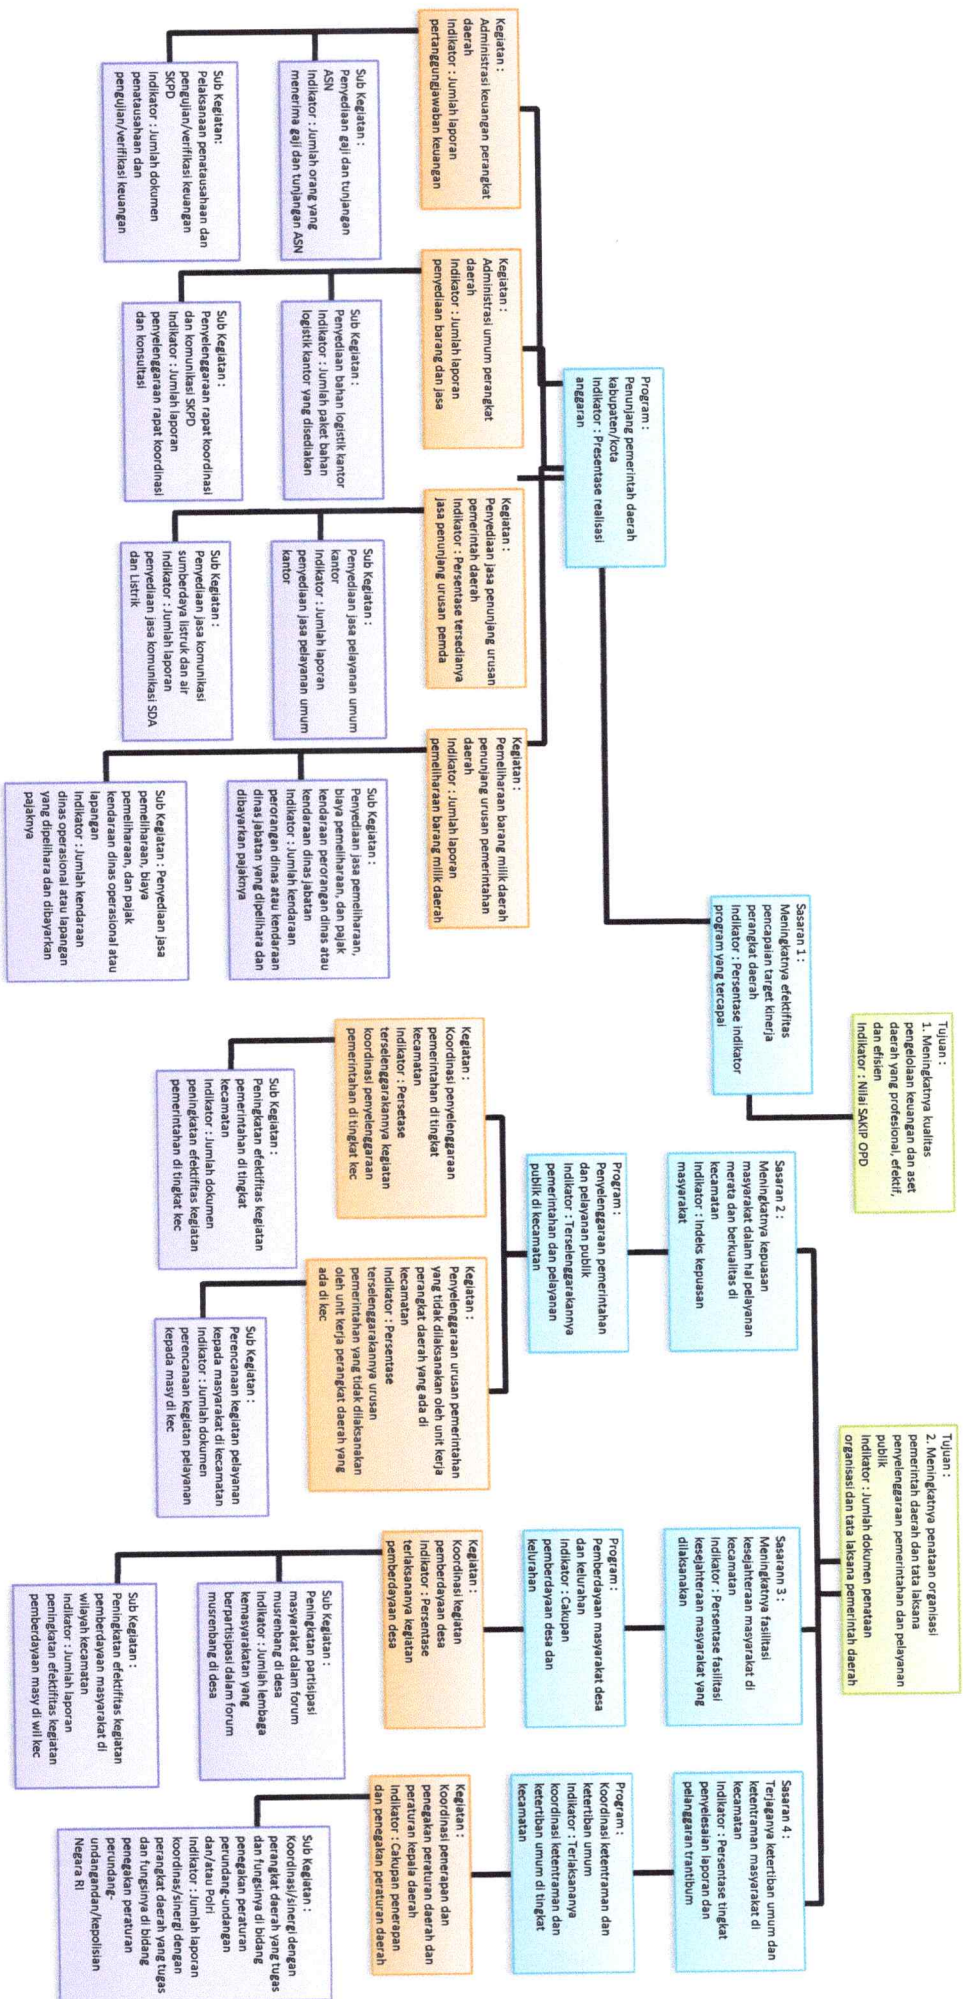 Tujuan :
1. Meningkatnya kualitas
pengelolaan keuangan dan aset
daerah yang profesional, efektif,
dan efisien
Indikator : Nilai SAKIP OPD
Tujuan :
2. Meningkatnya penataan organisasi
pemerintah daerah dan tata laksana
penyelenggaraan pemerintahan dan pelayanan
publik
Indikator : Jumlah dokumen penataan
organisasi dan tata laksana pemerintah daerah
Sasaran 1 :
Meningkatnya efektifitas
pencapaian target kinerja
perangkat daerah
Indikator : Persentase indikator
program yang tercapai
Sasaran 2 :
Meningkatnya kepuasan
masyarakat dalam hal pelayanan
merata dan berkualitas di
kecamatan
Indikator : Indeks kepuasan
masyarakat
Sasarann 3 :
Meningkatnya fasilitasi
kesejahteraan masyarakat di
kecamatan
Indikator : Persentase fasilitasi
kesejahteraan masyarakat yang
dilaksanakan
Sasaran 4 :
Terjaganya ketertiban umum dan
ketentraman masyarakat di
kecamatan
Indikator : Persentase tingkat
penyelesaian laporan dan
pelanggaran trantibum
Program :
Penunjang pemerintah daerah
kabupaten/kota
Indikator : Presentase realisasi
anggaran
Program :
Penyelenggaraan pemerintahan
dan pelayanan publik
Indikator : Terselenggarakannya
pemerintahan dan pelayanan
publik di kecamatan
Program :
Pemberdayaan masyarakat desa
dan kelurahan
Indikator : Cakupan
pemberdayaan desa dan
kelurahan
Program :
Koordinasi ketentraman dan
ketertiban umum
Indikator : Terlaksananya
koordinasi ketentraman dan
ketertiban umum di tingkat
kecamatan
Kegiatan :
Administrasi keuangan perangkat
daerah
Indikator : Jumlah laporan
pertanggungjawaban keuangan
Kegiatan :
Administrasi umum perangkat
daerah
Indikator : Jumlah laporan
penyediaan barang dan jasa
Kegiatan :
Penyediaan jasa penunjang urusan
pemerintah daerah
Indikator : Persentase tersedianya
jasa penunjang urusan pemda
Kegiatan :
Pemeliharaan barang milik daerah
penunjang urusan pemerintahan
daerah
Indikator : Jumlah laporan
pemeliharaan barang milik daerah
Kegiatan :
Koordinasi penyelenggaraan
pemerintahan di tingkat
kecamatan
Indikator : Persetase
terselenggarakannya kegiatan
koordinasi penyelenggaraan
pemerintahan di tingkat kec
Kegiatan :
Penyelenggaraan urusan pemerintahan
yang tidak dilaksanakan oleh unit kerja
perangkat daerah yang ada di
kecamatan
Indikator : Persentase
terselenggarakannya urusan
pemerintahan yang tidak dilaksanakan
oleh unit kerja perangkat daerah yang
ada di kec
Kegiatan :
Koordinasi kegiatan
pemberdayaan desa
Indikator : Persentase
terlaksananya kegiatan
pemberdayaan desa
Kegiatan :
Koordinasi penerapan dan
penegakan peraturan daerah dan
peraturan kepala daerah
Indikator : Cakupan penerapan
dan penegakan peraturan daerah
Sub Kegiatan :
Penyediaan gaji dan tunjangan
ASN
Indikator : Jumlah orang yang
menerima gaji dan tunjangan ASN
Sub Kegiatan :
Penyediaan bahan logistik kantor
Indikator : Jumlah paket bahan
logistik kantor yang disediakan
Sub Kegiatan :
Penyediaan jasa pelayanan umum
kantor
Indikator : Jumlah laporan
penyediaan jasa pelayanan umum
kantor
Sub Kegiatan :
Penyediaan jasa pemeliharaan,
biaya pemeliharaan, dan pajak
kendaraan perorangan dinas atau
kendaraan dinas jabatan
Indikator : Jumlah kendaraan
perorangan dinas atau kendaraan
dinas jabatan yang dipelihara dan
dibayarkan pajaknya
Sub Kegiatan :
Peningkatan efektifitas kegiatan
pemerintahan di tingkat
kecamatan
Indikator : Jumlah dokumen
peningkatan efektifitas kegiatan
pemerintahan di tingkat kec
Sub Kegiatan :
Perencanaan kegiatan pelayanan
kepada masyarakat di kecamatan
Indikator : Jumlah dokumen
perencanaan kegiatan pelayanan
kepada masy di kec
Sub Kegiatan :
Peningkatan partisipasi
masyarakat dalam forum
musrenbang di desa
Indikator : Jumlah lembaga
kemasyarakatan yang
berpartisipasi dalam forum
musrenbang di desa
Sub Kegiatan :
Koordinasi/sinergi dengan
perangkat daerah yang tugas
dan fungsinya di bidang
penegakan peraturan
perundang-undangan
dan/atau Polri
Indikator : Jumlah laporan
koordinas/sinergi dengan
perangkat daerah yang tugas
dan fungsinya di bidang
penegakan peraturan
perundang-
undangandan/kepolisian
Negara RI
Sub Kegiatan:
Pelaksanaan penatausahaan dan
pengujian/verifikasi keuangan
SKPD
Indikator : Jumlah dokumen
penatausahaan dan
pengujian/verifikasi keuangan
Sub Kegiatan :
Penyelenggaraan rapat koordinasi
dan komunikasi SKPD
Indikator : Jumlah laporan
penyelenggaraan rapat koordinasi
dan konsultasi
Sub Kegiatan :
Penyediaan jasa komunikasi
sumberdaya listruk dan air
Indikator : Jumlah laporan
penyediaan jasa komunikasi SDA
dan Listrik
Sub Kegiatan : Penyediaan jasa
pemeliharaan, biaya
pemeliharaan, dan pajak
kendaraan dinas operasional atau
lapangan
Indikator : Jumlah kendaraan
dinas operasional atau lapangan
yang dipelihara dan dibayarkan
pajaknya
Sub Kegiatan :
Peningkatan efektifitas kegiatan
pemberdayaan masyarakat di
wilayah kecamatan
Indikator : Jumlah laporan
peningkatan efektifitas kegiatan
pemberdayaan masy di wil kec